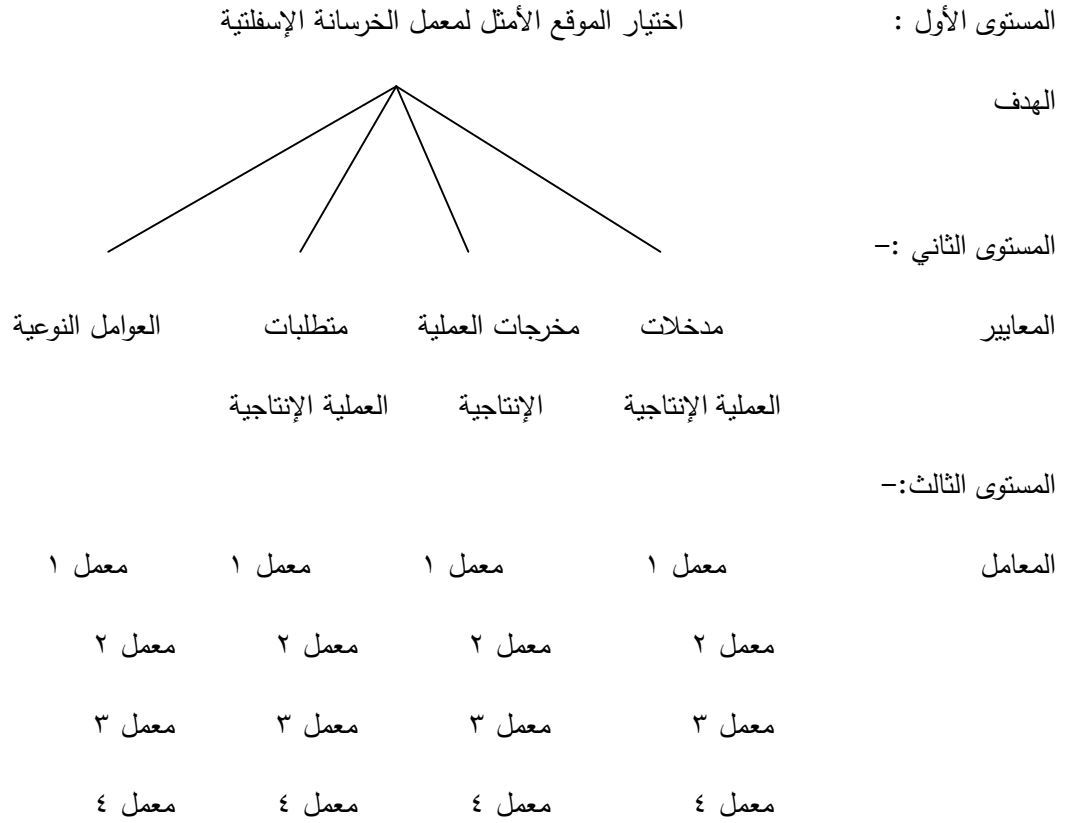 المستوى الأول : اختيار الموقع الأمثل لمعمل الخرسانة الإسفلتية
الهدف
المستوى الثاني :-
المعايير مدخلات مخرجات العملية متطلبات العوامل النوعية
العملية الإنتاجية الإنتاجية العملية الإنتاجية
المستوى الثالث:-
المعامل معمل ١ معمل ١ معمل ١ معمل ١
معمل ٢ معمل ٢ معمل ٢ معمل ٢
معمل ٣ معمل ٣ معمل ٣ معمل ٣
معمل ٤ معمل ٤ معمل ٤ معمل ٤